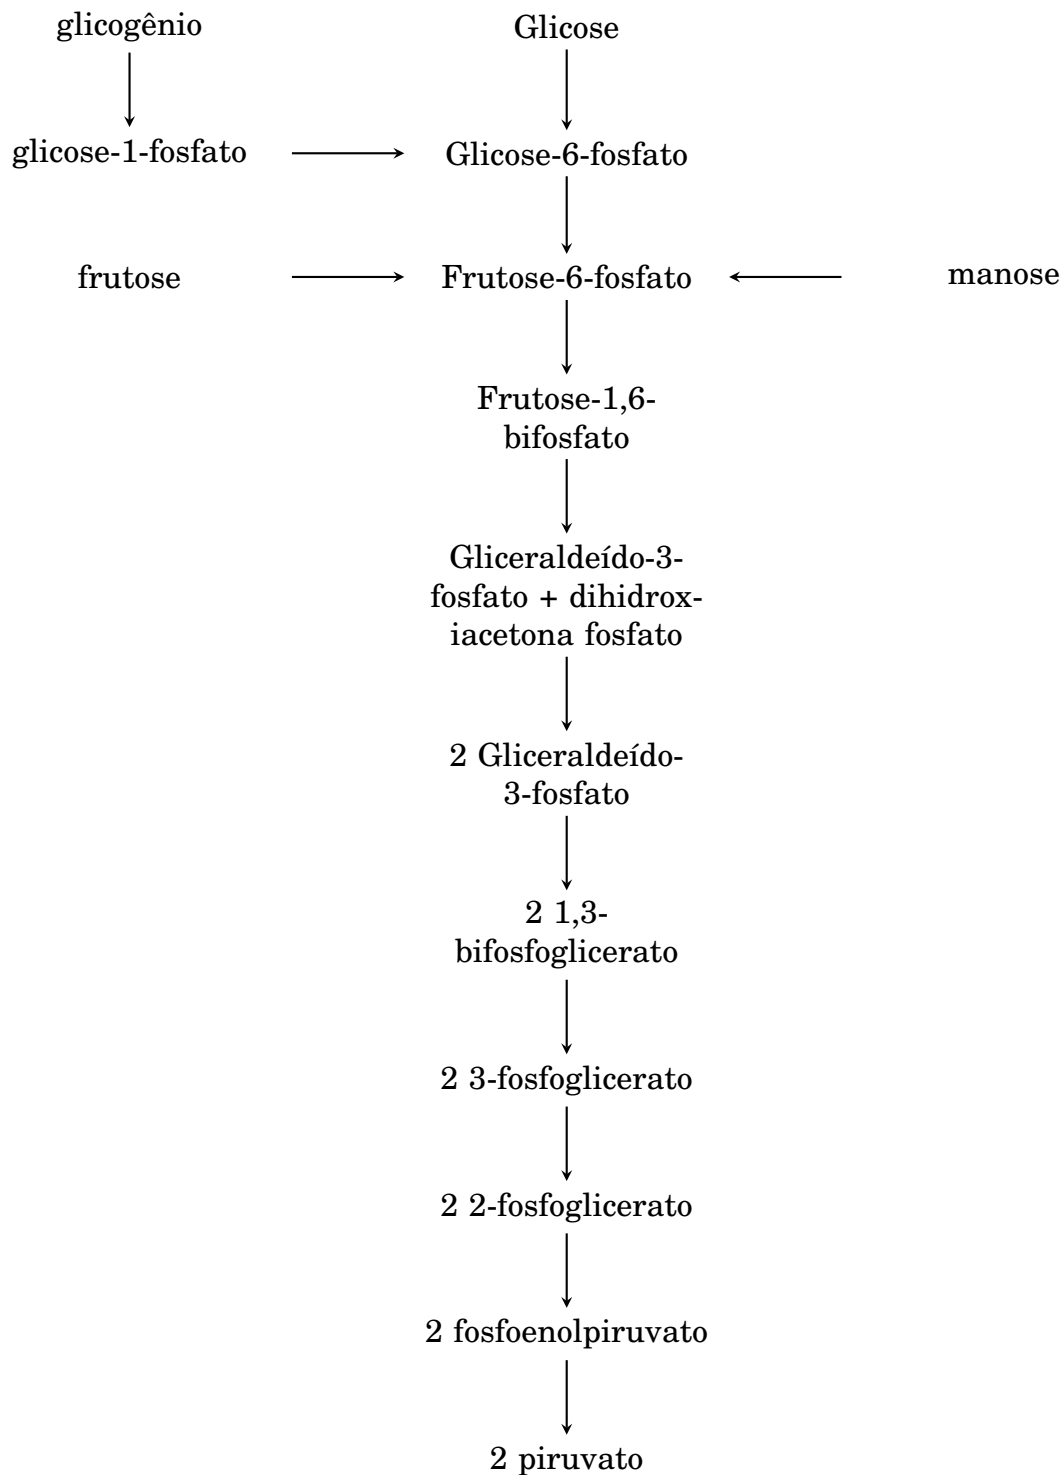 glicogênio
Glicose
glicose-1-fosfato
Glicose-6-fosfato
frutose
Frutose-6-fosfato
manose
Frutose-1,6-
bifosfato
Gliceraldeído-3-
fosfato + dihidrox-
iacetona fosfato
2 Gliceraldeído-
3-fosfato
2 1,3-
bifosfoglicerato
2 3-fosfoglicerato
2 2-fosfoglicerato
2 fosfoenolpiruvato
2 piruvato